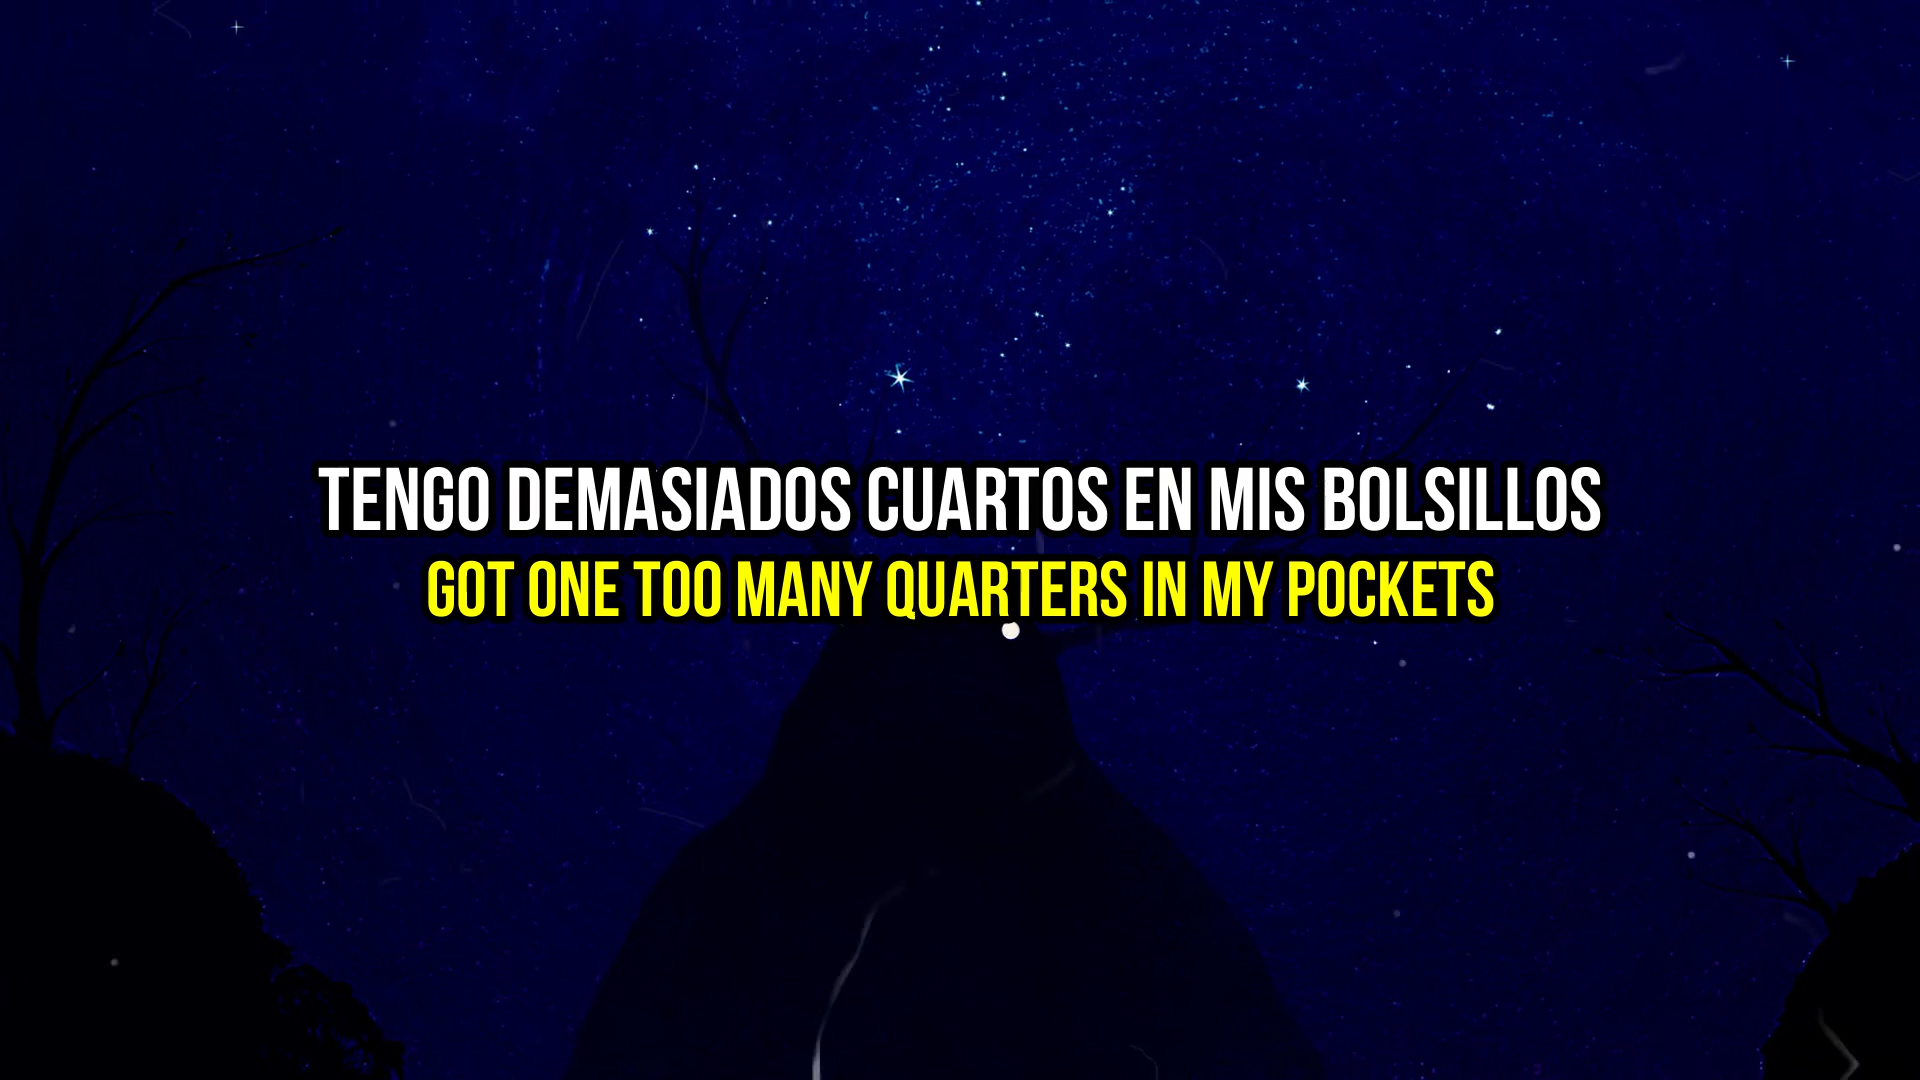 TENGO DEMASIADOS CUARTOS EN MIS BOLSILLOS
GOT ONE TOO MANY QUARTERS IN MY POCKETS